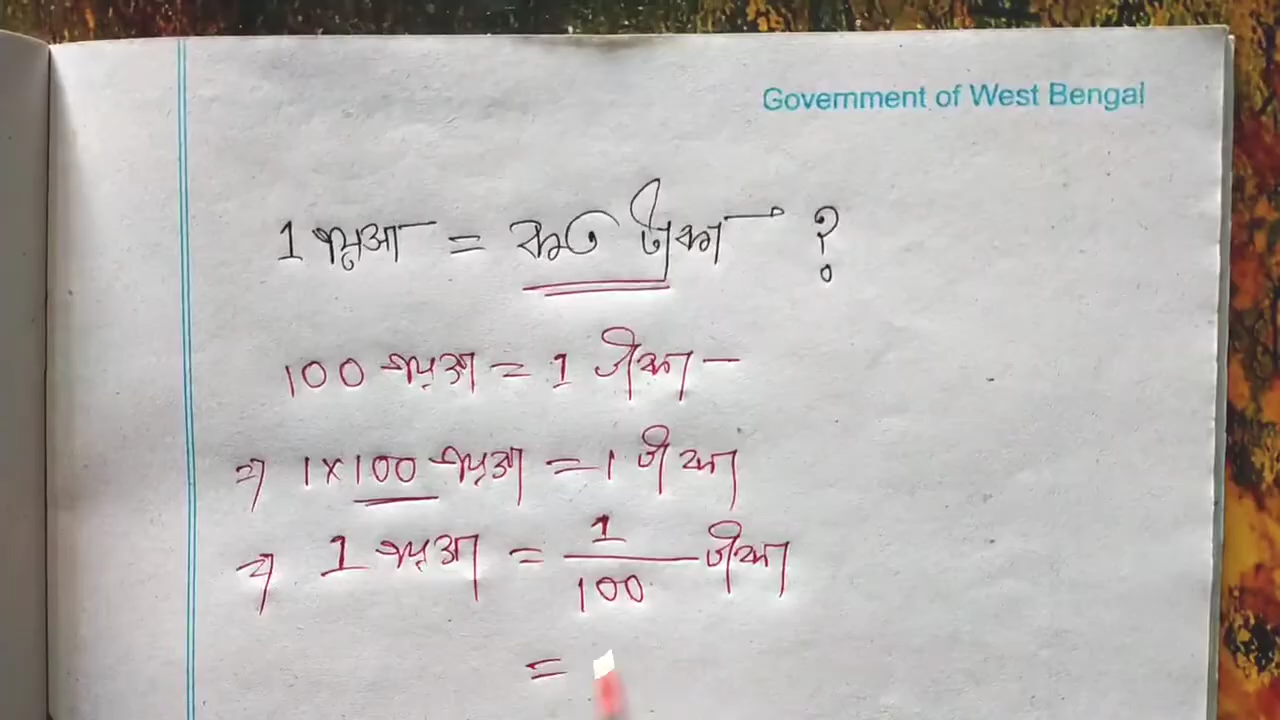 Government of West Bengal
1 পয়সা = কত টাকা ?
100 পয়সা = 1 টাকা
⇒ 1 × 100 পয়সা = 1 টাকা
⇒ 1 পয়সা = 1/100 টাকা
=